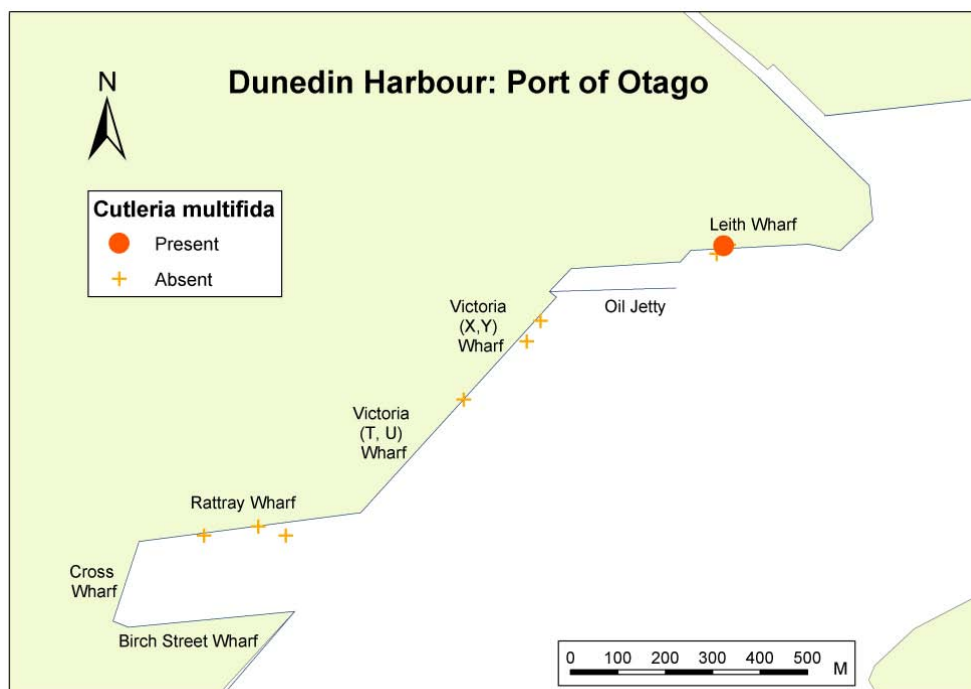 Dunedin Harbour: Port of Otago
N
Cutleria multifida
Present
Absent
Leith Wharf
Oil Jetty
Victoria
(X,Y)
Wharf
Victoria
(T, U)
Wharf
Rattray Wharf
Cross
Wharf
Birch Street Wharf
0 100 200 300 400 500
M